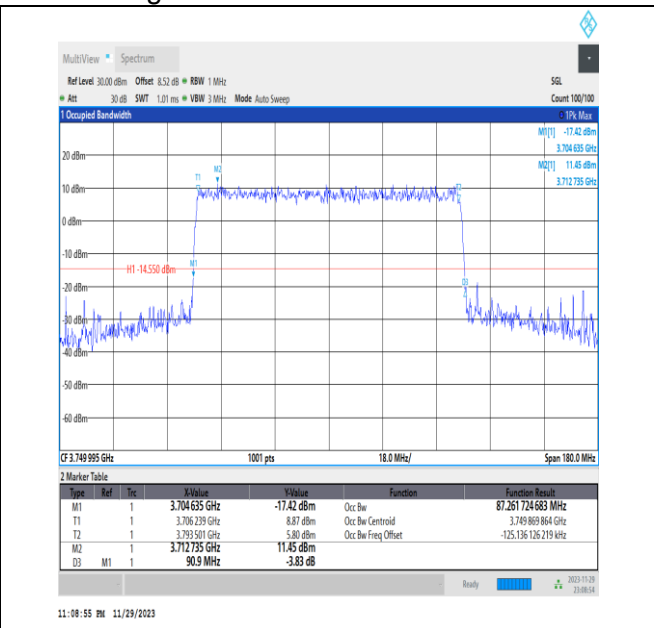 MultiView Spectrum
Ref Level 30.00 dBm Offset 8.52 dB RBW 1 MHz SGL
Att 30 dB SWT 1.01 ms VBW 3 MHz Mode Auto Sweep Count 100/100
1 Occupied Bandwidth 1Pk Max
M1[1] -17.42 dBm
3.704 635 GHz
M2[1] 11.45 dBm
3.712 735 GHz
20 dBm
T1 M2
10 dBm
0 dBm
-10 dBm
H1 -14.550 dBm M1
-20 dBm
D3
-30 dBm
-40 dBm
-50 dBm
-60 dBm
CF 3.749 995 GHz 1001 pts 18.0 MHz/ Span 180.0 MHz
2 Marker Table
Type Ref Trc X-Value Y-Value Function Function Result
M1 1 3.704 635 GHz -17.42 dBm Occ Bw 87.261 724 683 MHz
T1 1 3.706 239 GHz 8.87 dBm Occ Bw Centroid 3.749 869 864 GHz
T2 1 3.793 501 GHz 5.80 dBm Occ Bw Freq Offset -125.136 126 219 kHz
M2 1 3.712 735 GHz 11.45 dBm
D3 M1 1 90.9 MHz -3.83 dB
Ready 2023-11-29
23:08:54
11:08:55 PM 11/29/2023